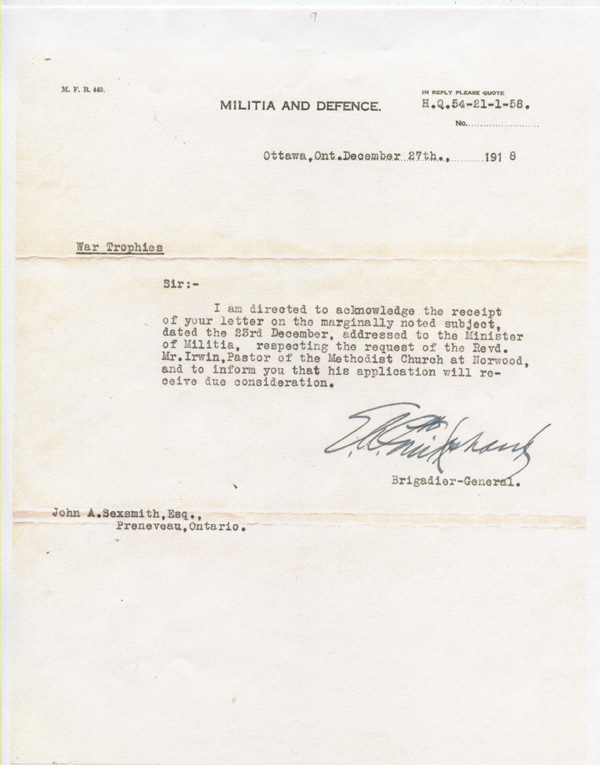 9
M. F. B. 440.
IN REPLY PLEASE QUOTE
MILITIA AND DEFENCE.
H.Q.54-21-1-58.
No.........................
Ottawa,Ont.December 27th., 1918
War Trophies
Sir:-
I am directed to acknowledge the receipt
of your letter on the marginally noted subject,
dated the 23rd December, addressed to the Minister
of Militia, respecting the request of the Revd.
Mr.Irwin,Pastor of the Methodist Church at Norwood,
and to inform you that his application will re-
ceive due consideration.
Brigadier-General.
John A.Sexsmith,Esq.,
Preneveau,Ontario.